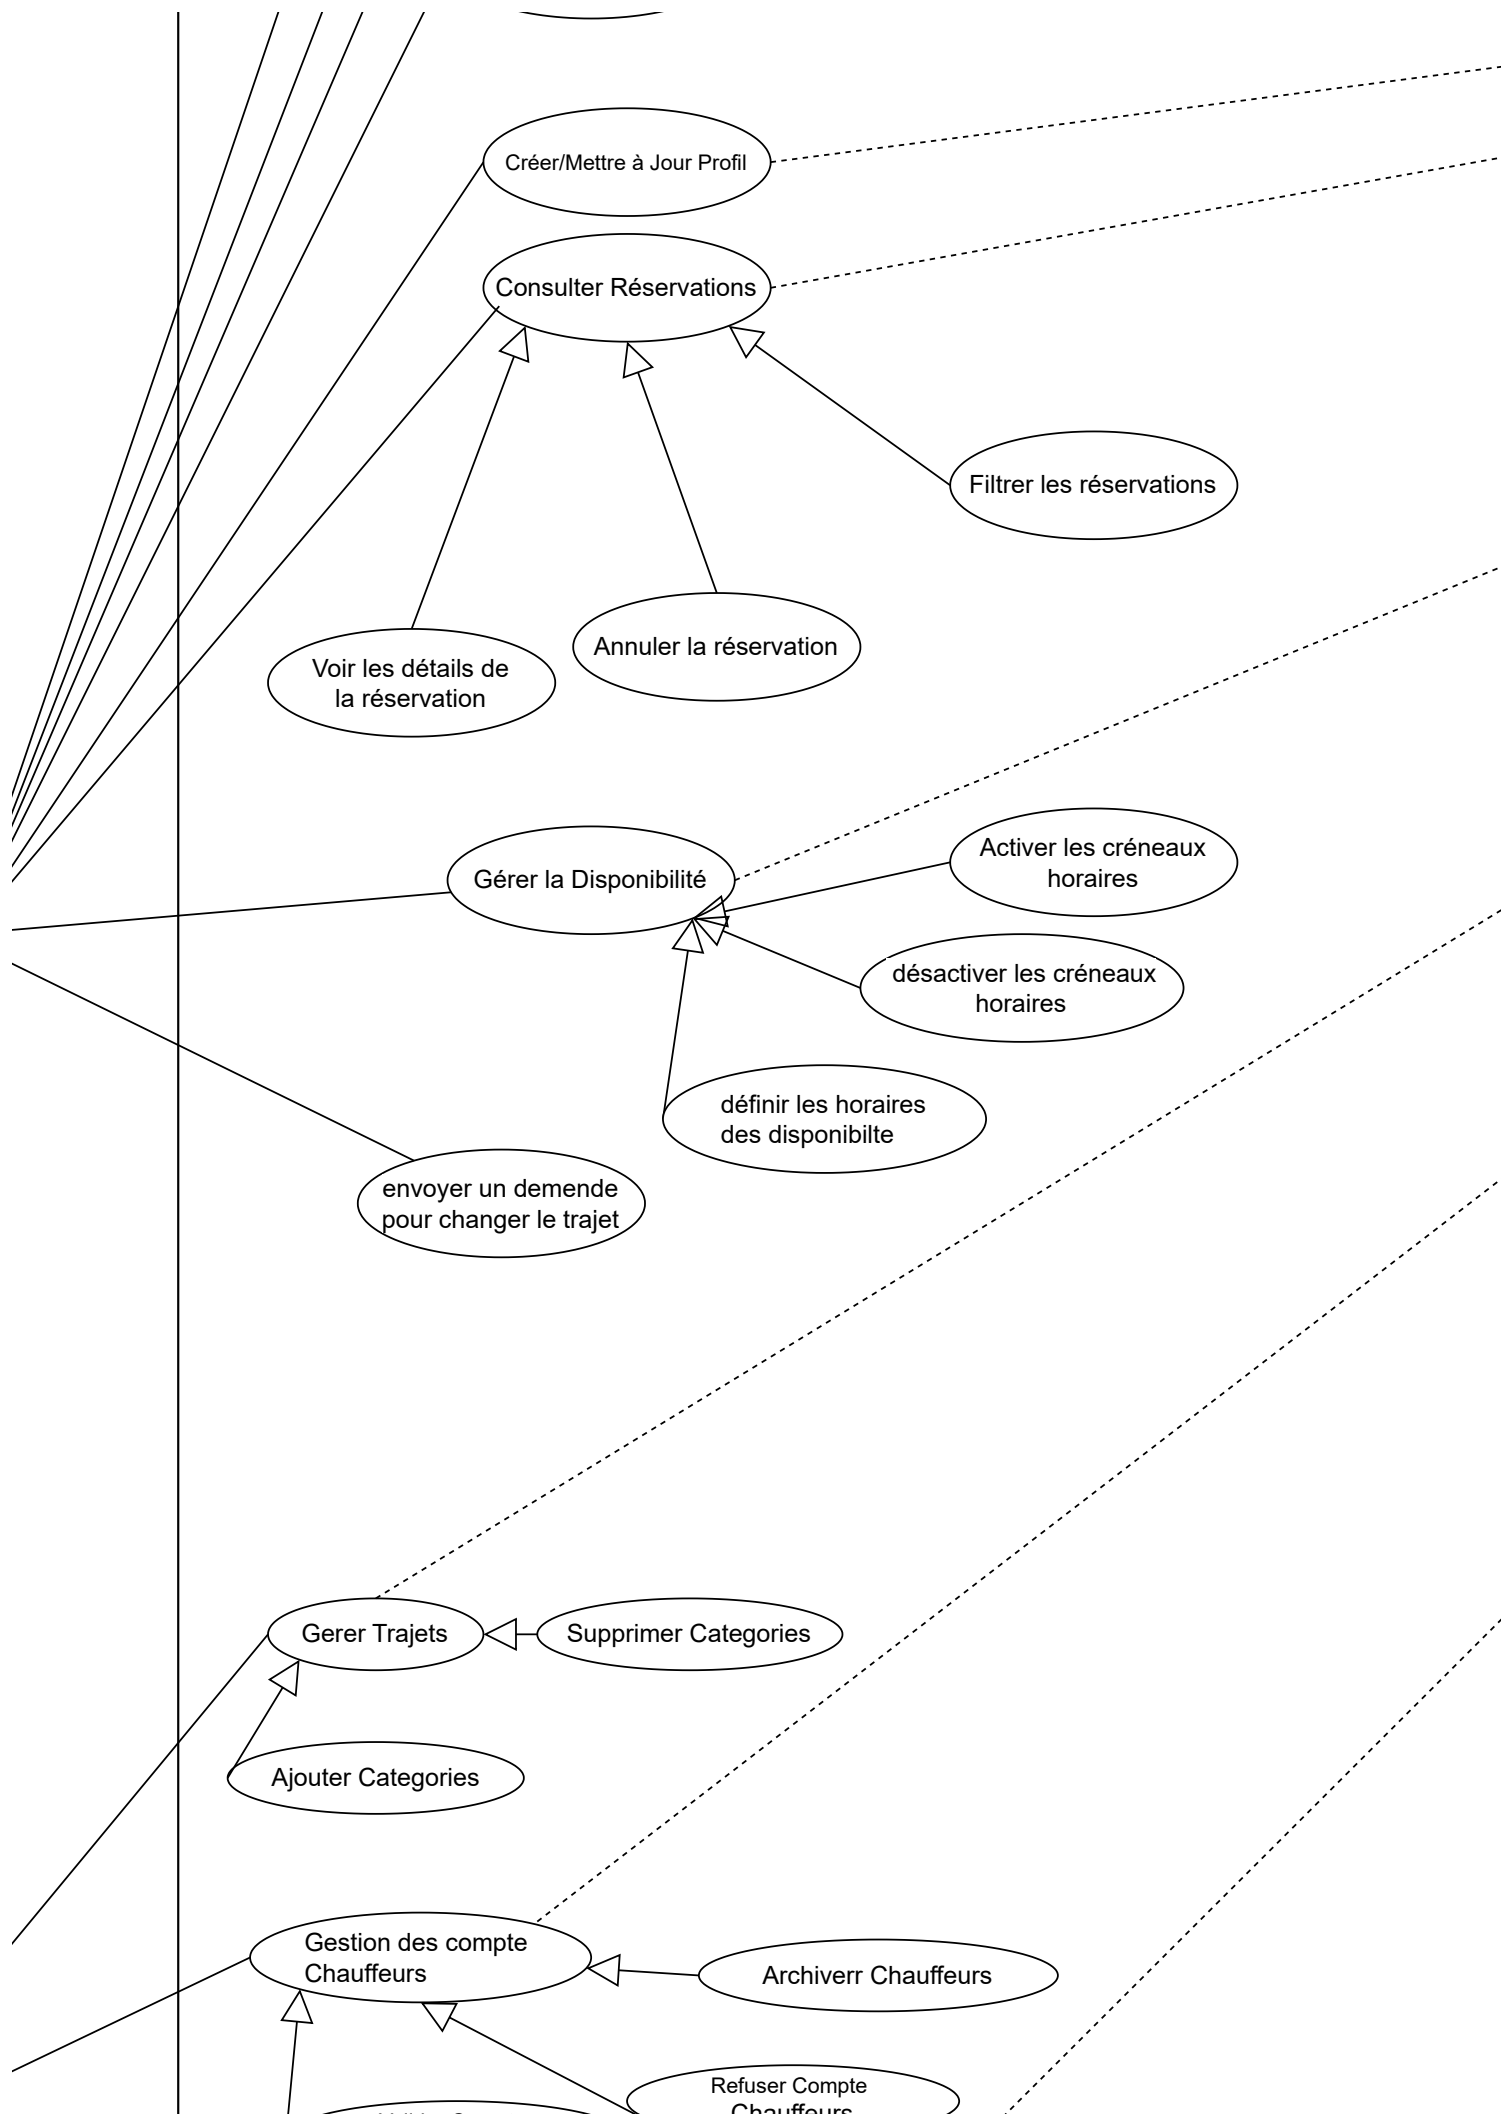 Créer/Mettre à Jour Profil
Consulter Réservations
Filtrer les réservations
Annuler la réservation
Voir les détails de
la réservation
Activer les créneaux
horaires
Gérer la Disponibilité
désactiver les créneaux
horaires
définir les horaires
des disponibilte
envoyer un demende
pour changer le trajet
Gerer Trajets
Supprimer Categories
Ajouter Categories
Gestion des compte
Chauffeurs
Archiverr Chauffeurs
Refuser Compte
Chauffeurs